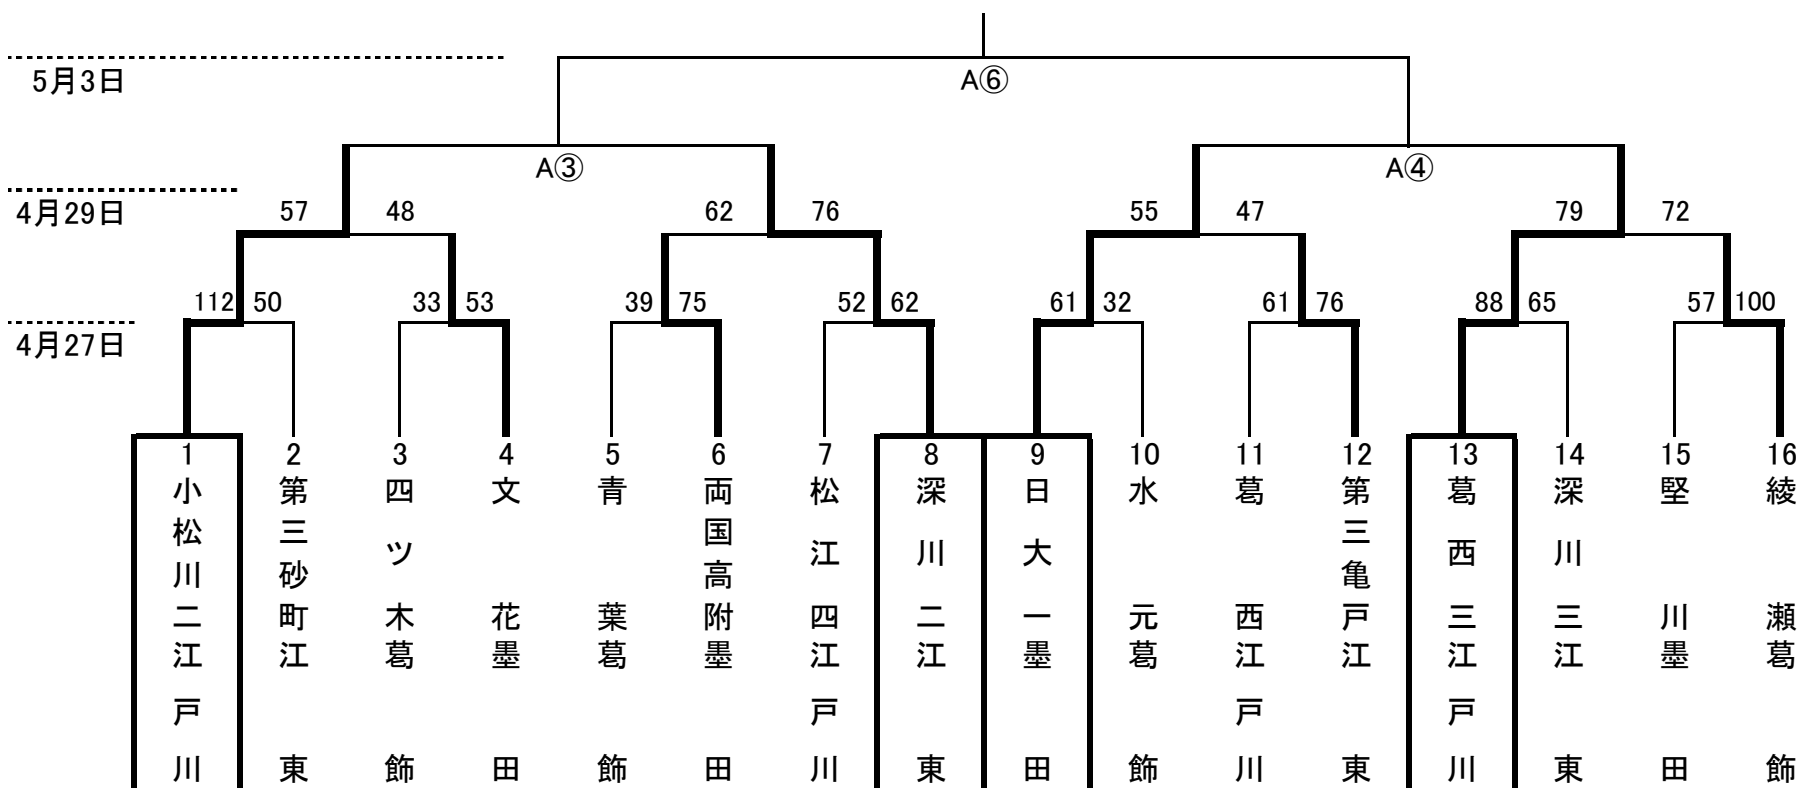 A⑥
5月3日
A③ A④
4月29日
57 48 62 76 55 47 79 72
112 50 33 53 39 75 52 62 61 32 61 76 88 65 57 100
4月27日
1 2 3 4 5 6 7 8 9 10 11 12 13 14 15 16
小松川二江戸川
第三砂町江東
四ツ木葛飾
文花墨田
青葉葛飾
両国高附墨田
松江四江戸川
深川二江東
日大一墨田
水元葛飾
葛西江戸川
第三亀戸江東
葛西三江戸川
深川三江東
堅川墨田
綾瀬葛飾